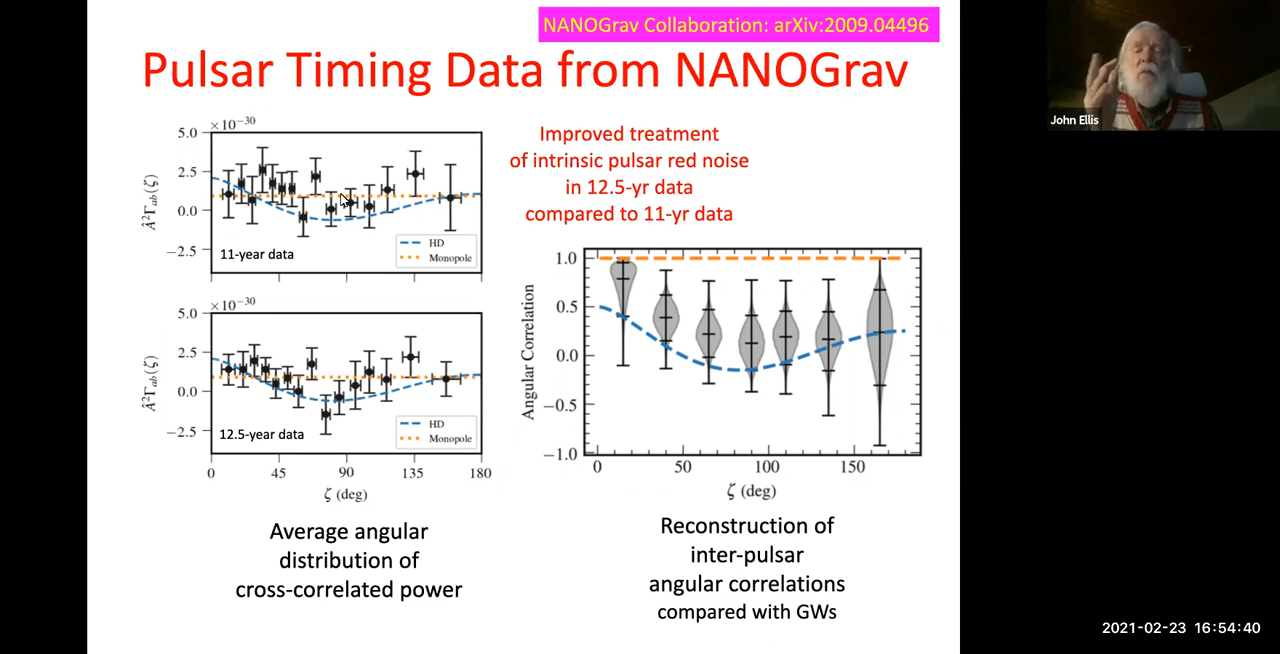 NANOGrav Collaboration: arXiv:2009.04496
Pulsar Timing Data from NANOGrav
John Ellis
×10⁻³⁰
5.0
2.5
0.0
−2.5
Â²Γab(ζ)
11-year data
HD
Monopole
×10⁻³⁰
5.0
2.5
0.0
−2.5
Â²Γab(ζ)
12.5-year data
HD
Monopole
0 45 90 135 180
ζ (deg)
Average angular
distribution of
cross-correlated power
Improved treatment
of intrinsic pulsar red noise
in 12.5-yr data
compared to 11-yr data
1.0
0.5
0.0
−0.5
−1.0
Angular Correlation
0 50 100 150
ζ (deg)
Reconstruction of
inter-pulsar
angular correlations
compared with GWs
2021-02-23 16:54:40